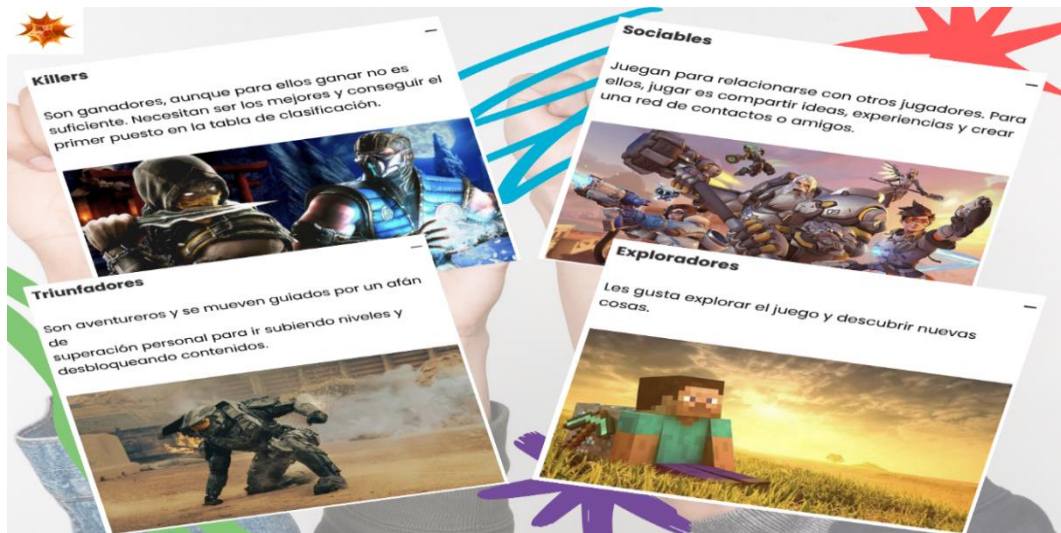 Killers
Son ganadores, aunque para ellos ganar no es
suficiente. Necesitan ser los mejores y conseguir el
primer puesto en la tabla de clasificación.
Sociables
Juegan para relacionarse con otros jugadores. Para
ellos, jugar es compartir ideas, experiencias y crear
una red de contactos o amigos.
Triunfadores
Son aventureros y se mueven guiados por un afán
de
superación personal para ir subiendo niveles y
desbloqueando contenidos.
Exploradores
Les gusta explorar el juego y descubrir nuevas
cosas.